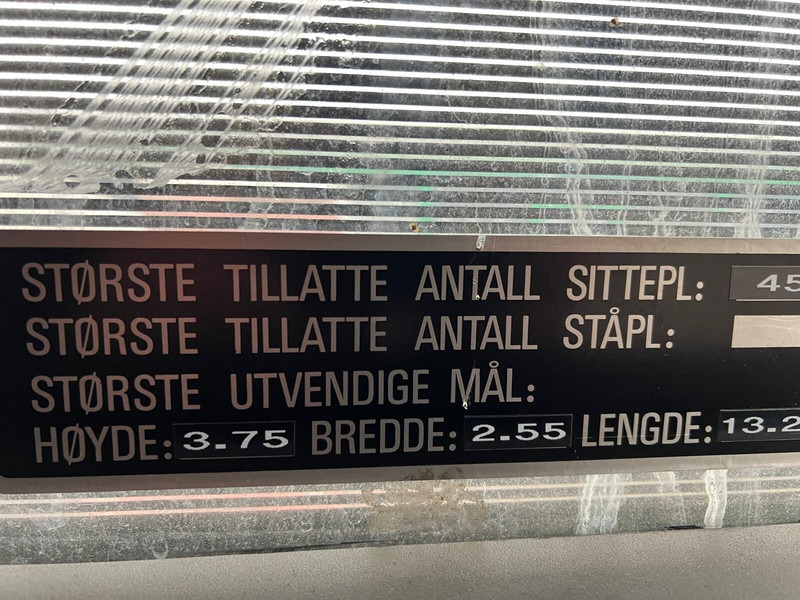 STØRSTE TILLATTE ANTALL SITTEPL: 45
STØRSTE TILLATTE ANTALL STÅPL:
STØRSTE UTVENDIGE MÅL:
HØYDE: 3.75 BREDDE: 2.55 LENGDE: 13.2